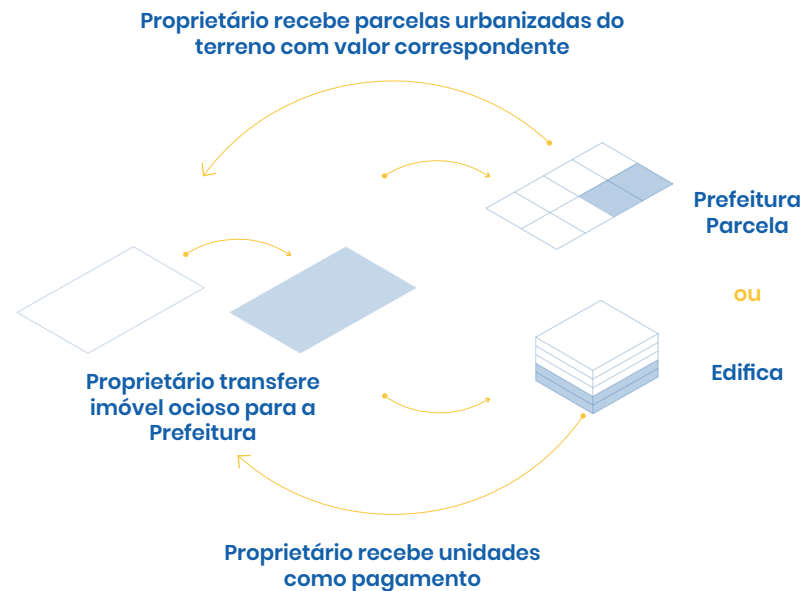 Proprietário recebe parcelas urbanizadas do
terreno com valor correspondente
Prefeitura
Parcela
ou
Edifica
Proprietário transfere
imóvel ocioso para a
Prefeitura
Proprietário recebe unidades
como pagamento